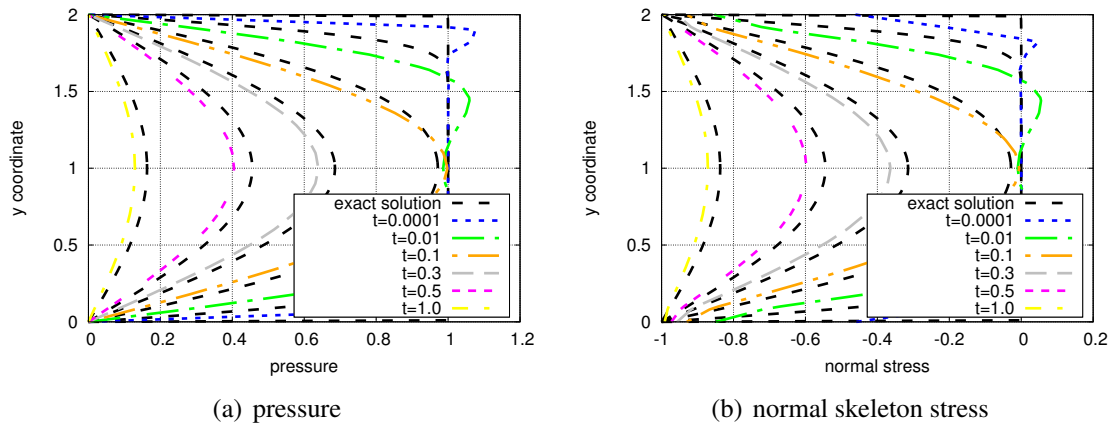 2
1.5
1
0.5
0
y coordinate
0 0.2 0.4 0.6 0.8 1 1.2
pressure
exact solution
t=0.0001
t=0.01
t=0.1
t=0.3
t=0.5
t=1.0
(a) pressure
2
1.5
1
0.5
0
y coordinate
-1 -0.8 -0.6 -0.4 -0.2 0 0.2
normal stress
exact solution
t=0.0001
t=0.01
t=0.1
t=0.3
t=0.5
t=1.0
(b) normal skeleton stress